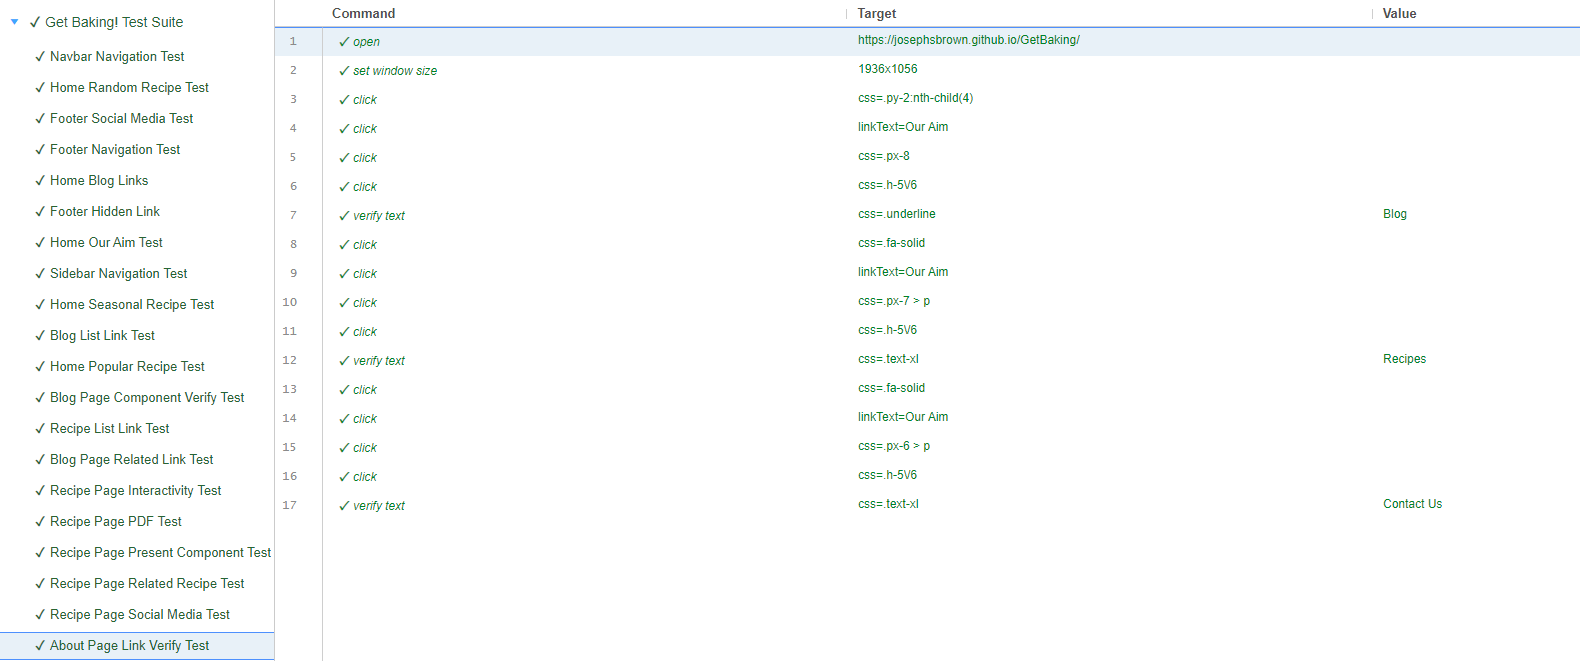 ✓ Get Baking! Test Suite
✓ Navbar Navigation Test
✓ Home Random Recipe Test
✓ Footer Social Media Test
✓ Footer Navigation Test
✓ Home Blog Links
✓ Footer Hidden Link
✓ Home Our Aim Test
✓ Sidebar Navigation Test
✓ Home Seasonal Recipe Test
✓ Blog List Link Test
✓ Home Popular Recipe Test
✓ Blog Page Component Verify Test
✓ Recipe List Link Test
✓ Blog Page Related Link Test
✓ Recipe Page Interactivity Test
✓ Recipe Page PDF Test
✓ Recipe Page Present Component Test
✓ Recipe Page Related Recipe Test
✓ Recipe Page Social Media Test
✓ About Page Link Verify Test
Command Target Value
1 ✓ open https://josephsbrown.github.io/GetBaking/
2 ✓ set window size 1936x1056
3 ✓ click css=.py-2:nth-child(4)
4 ✓ click linkText=Our Aim
5 ✓ click css=.px-8
6 ✓ click css=.h-5\/6
7 ✓ verify text css=.underline Blog
8 ✓ click css=.fa-solid
9 ✓ click linkText=Our Aim
10 ✓ click css=.px-7 > p
11 ✓ click css=.h-5\/6
12 ✓ verify text css=.text-xl Recipes
13 ✓ click css=.fa-solid
14 ✓ click linkText=Our Aim
15 ✓ click css=.px-6 > p
16 ✓ click css=.h-5\/6
17 ✓ verify text css=.text-xl Contact Us